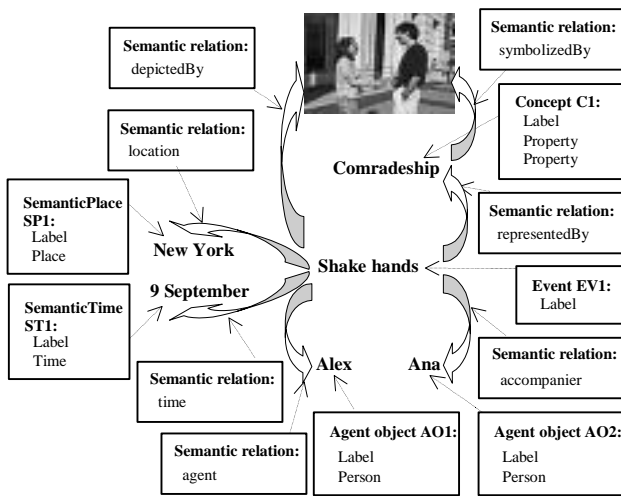 Semantic relation:
depictedBy
Semantic relation:
symbolizedBy
Concept C1:
Label
Property
Property
Semantic relation:
location
Comradeship
SemanticPlace
SP1:
Label
Place
New York
Semantic relation:
representedBy
Shake hands
9 September
Event EV1:
Label
SemanticTime
ST1:
Label
Time
Semantic relation:
time
Alex
Ana
Semantic relation:
accompanier
Semantic relation:
agent
Agent object AO1:
Label
Person
Agent object AO2:
Label
Person